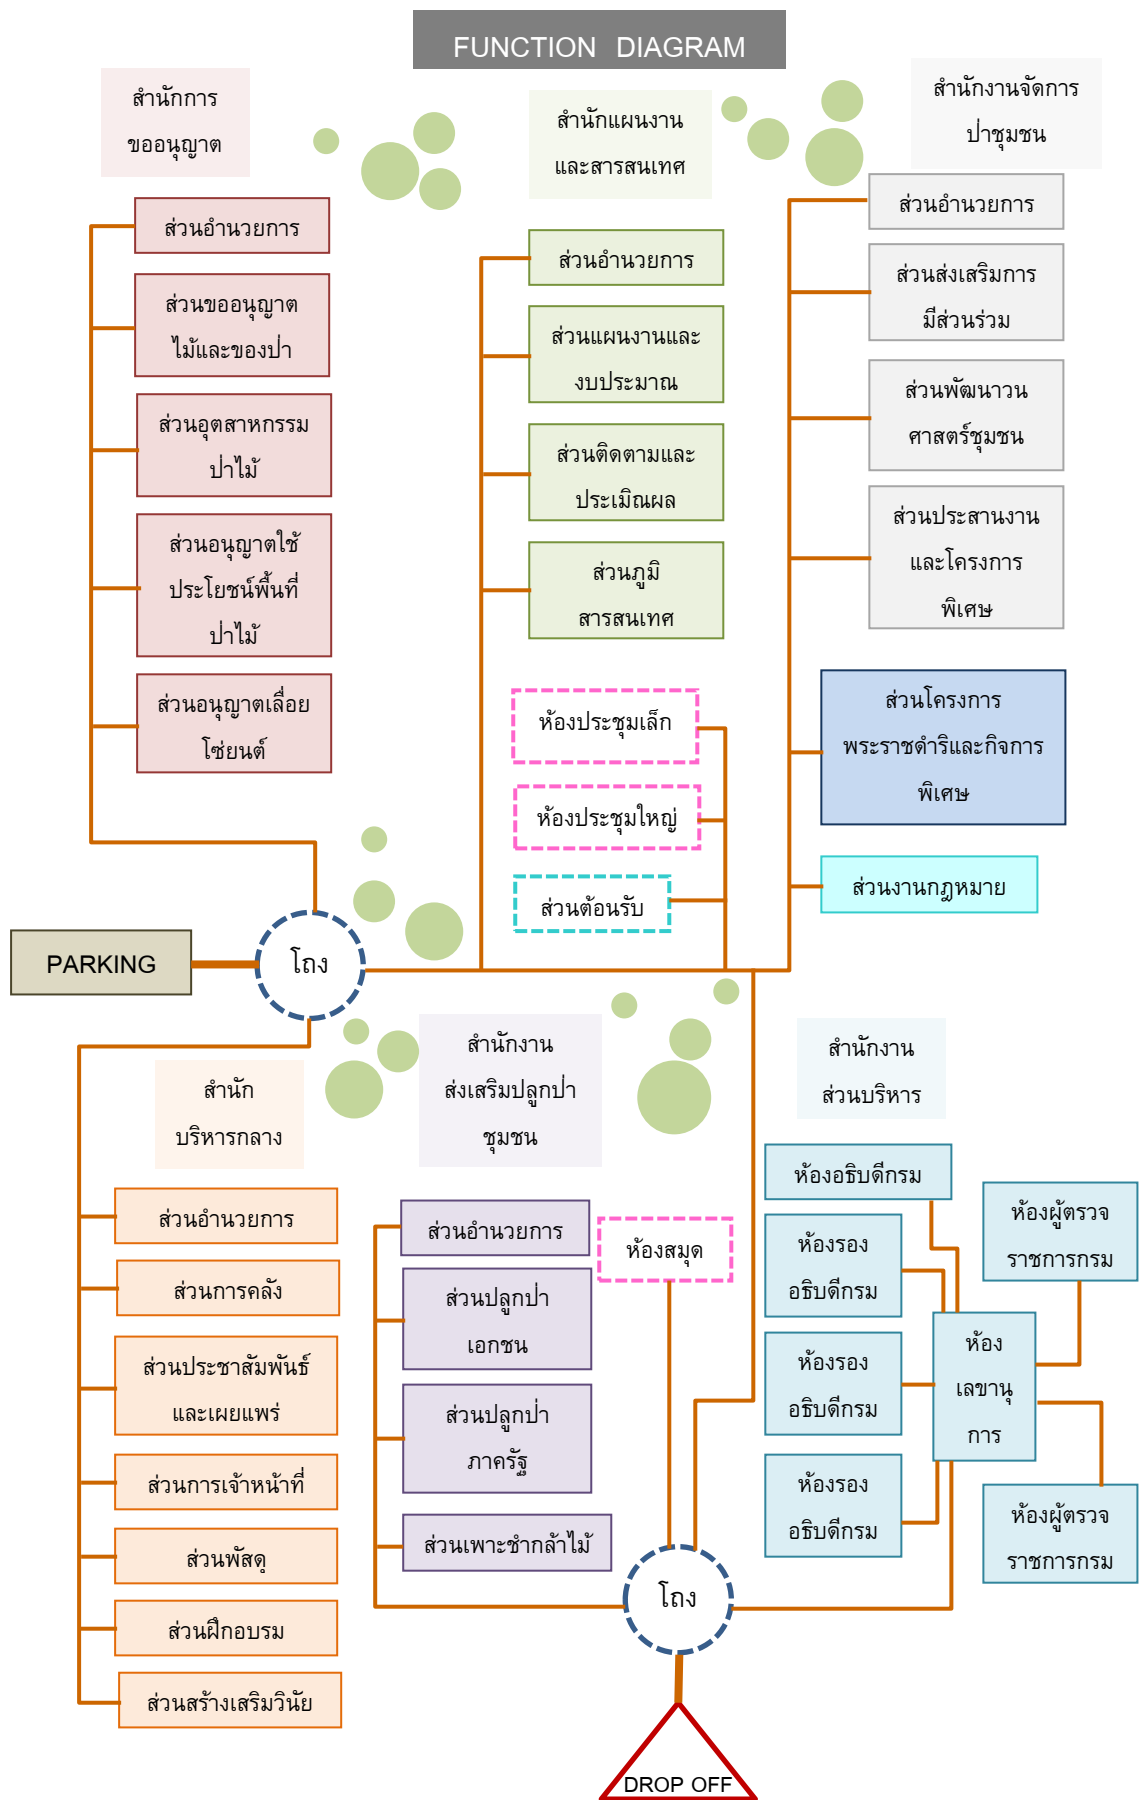 FUNCTION DIAGRAM
สำนักการ
ขออนุญาต
ส่วนอำนวยการ
ส่วนขออนุญาต
ไม้และของป่า
ส่วนอุตสาหกรรม
ป่าไม้
ส่วนอนุญาตใช้
ประโยชน์พื้นที่
ป่าไม้
ส่วนอนุญาตเลื่อย
โซ่ยนต์
สำนักแผนงาน
และสารสนเทศ
ส่วนอำนวยการ
ส่วนแผนงานและ
งบประมาณ
ส่วนติดตามและ
ประเมิณผล
ส่วนภูมิ
สารสนเทศ
ห้องประชุมเล็ก
ห้องประชุมใหญ่
ส่วนต้อนรับ
สำนักงานจัดการ
ป่าชุมชน
ส่วนอำนวยการ
ส่วนส่งเสริมการ
มีส่วนร่วม
ส่วนพัฒนาวน
ศาสตร์ชุมชน
ส่วนประสานงาน
และโครงการ
พิเศษ
ส่วนโครงการ
พระราชดำริและกิจการ
พิเศษ
ส่วนงานกฎหมาย
PARKING
โถง
สำนัก
บริหารกลาง
ส่วนอำนวยการ
ส่วนการคลัง
ส่วนประชาสัมพันธ์
และเผยแพร่
ส่วนการเจ้าหน้าที่
ส่วนพัสดุ
ส่วนฝึกอบรม
ส่วนสร้างเสริมวินัย
สำนักงาน
ส่งเสริมปลูกป่า
ชุมชน
ส่วนอำนวยการ
ส่วนปลูกป่า
เอกชน
ส่วนปลูกป่า
ภาครัฐ
ส่วนเพาะชำกล้าไม้
ห้องสมุด
สำนักงาน
ส่วนบริหาร
ห้องอธิบดีกรม
ห้องรอง
อธิบดีกรม
ห้องรอง
อธิบดีกรม
ห้องรอง
อธิบดีกรม
ห้อง
เลขานุ
การ
ห้องผู้ตรวจ
ราชการกรม
ห้องผู้ตรวจ
ราชการกรม
โถง
DROP OFF